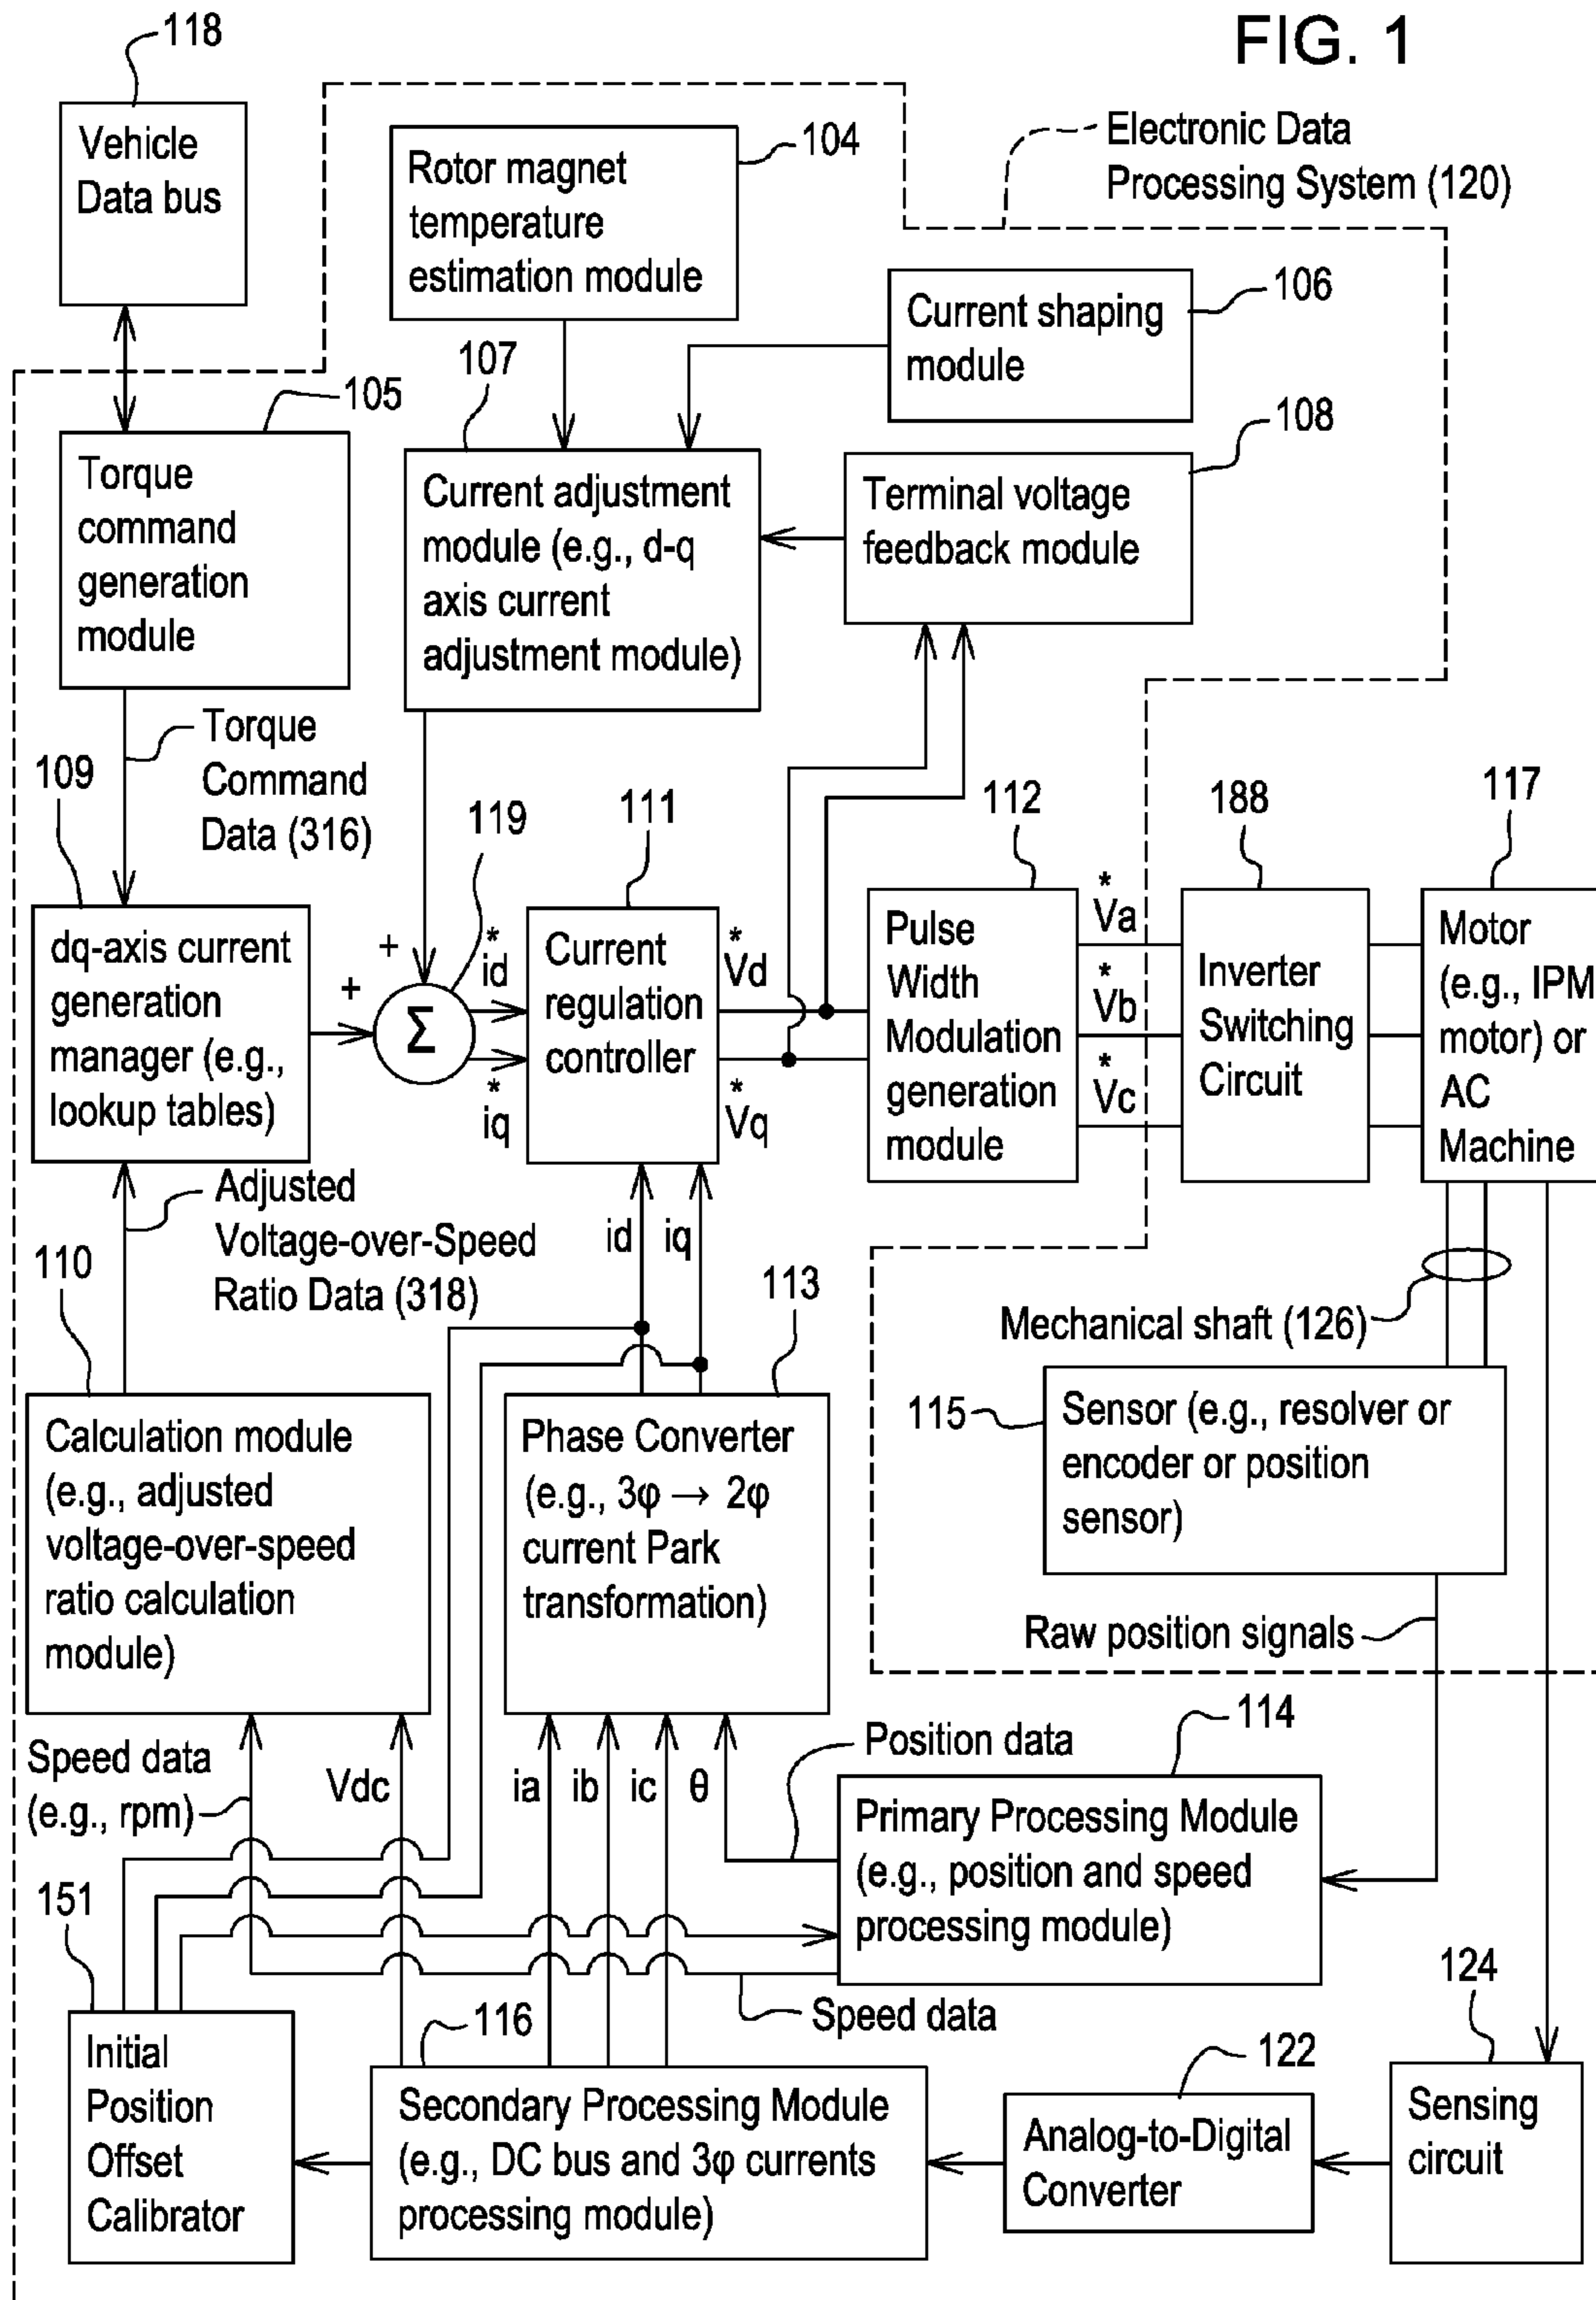 FIG. 1
118
Vehicle
Data bus
Rotor magnet
temperature
estimation module
104
Electronic Data
Processing System (120)
Current shaping
module
106
107
105
Torque
command
generation
module
Current adjustment
module (e.g., d-q
axis current
adjustment module)
Terminal voltage
feedback module
108
Torque
Command
Data (316)
109
119
111
112
188
117
dq-axis current
generation
manager (e.g.,
lookup tables)
+
+
Σ
*
id
*
iq
Current
regulation
controller
*
Vd
*
Vq
Pulse
Width
Modulation
generation
module
*
Va
*
Vb
*
Vc
Inverter
Switching
Circuit
Motor
(e.g., IPM
motor) or
AC
Machine
Adjusted
Voltage-over-Speed
Ratio Data (318)
id
iq
110
113
Mechanical shaft (126)
Calculation module
(e.g., adjusted
voltage-over-speed
ratio calculation
module)
Phase Converter
(e.g., 3φ → 2φ
current Park
transformation)
115
Sensor (e.g., resolver or
encoder or position
sensor)
Raw position signals
Speed data
(e.g., rpm)
Vdc
ia
ib
ic
θ
Position data
114
Primary Processing Module
(e.g., position and speed
processing module)
151
Speed data
124
Initial
Position
Offset
Calibrator
116
Secondary Processing Module
(e.g., DC bus and 3φ currents
processing module)
122
Analog-to-Digital
Converter
Sensing
circuit